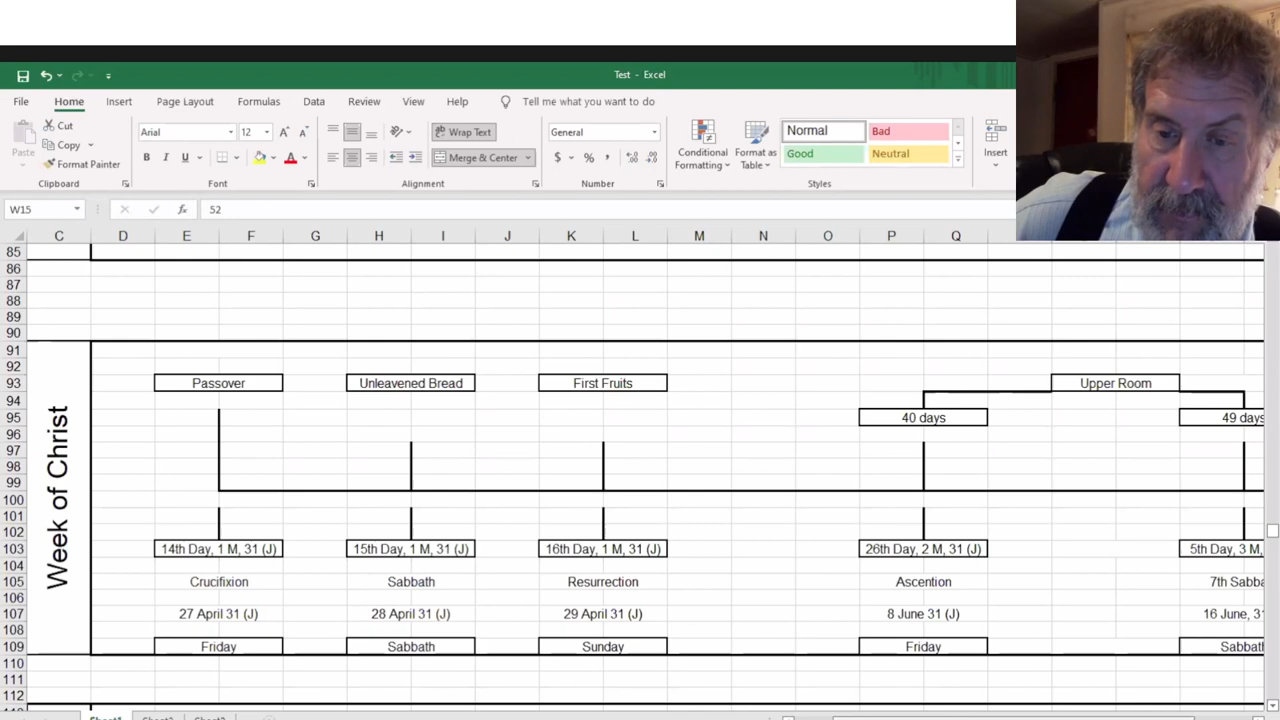 Test - Excel
File Home Insert Page Layout Formulas Data Review View Help Tell me what you want to do
Cut
Copy
Format Painter
Paste
Clipboard
Arial 12
B I U
Font
Wrap Text
Merge & Center
Alignment
General
$ % ,
Number
Conditional Formatting
Format as Table
Normal Bad
Good Neutral
Styles
Insert
W15 fx 52
C D E F G H I J K L M N O P Q
85
86
87
88
89
90
91
92
93
94
95
96
97
98
99
100
101
102
103
104
105
106
107
108
109
110
111
112
Week of Christ
Passover Unleavened Bread First Fruits Upper Room
40 days 49 days
14th Day, 1 M, 31 (J) 15th Day, 1 M, 31 (J) 16th Day, 1 M, 31 (J) 26th Day, 2 M, 31 (J) 5th Day, 3 M,
Crucifixion Sabbath Resurrection Ascention 7th Sabba
27 April 31 (J) 28 April 31 (J) 29 April 31 (J) 8 June 31 (J) 16 June, 31
Friday Sabbath Sunday Friday Sabbath